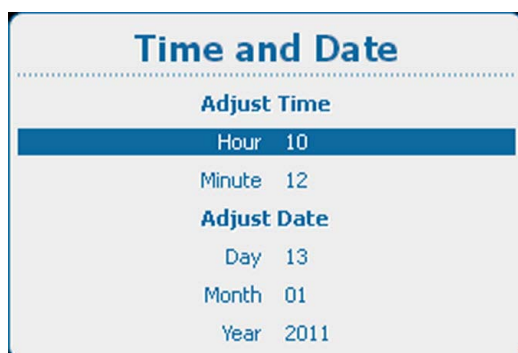 Time and Date
Adjust Time
Hour 10
Minute 12
Adjust Date
Day 13
Month 01
Year 2011